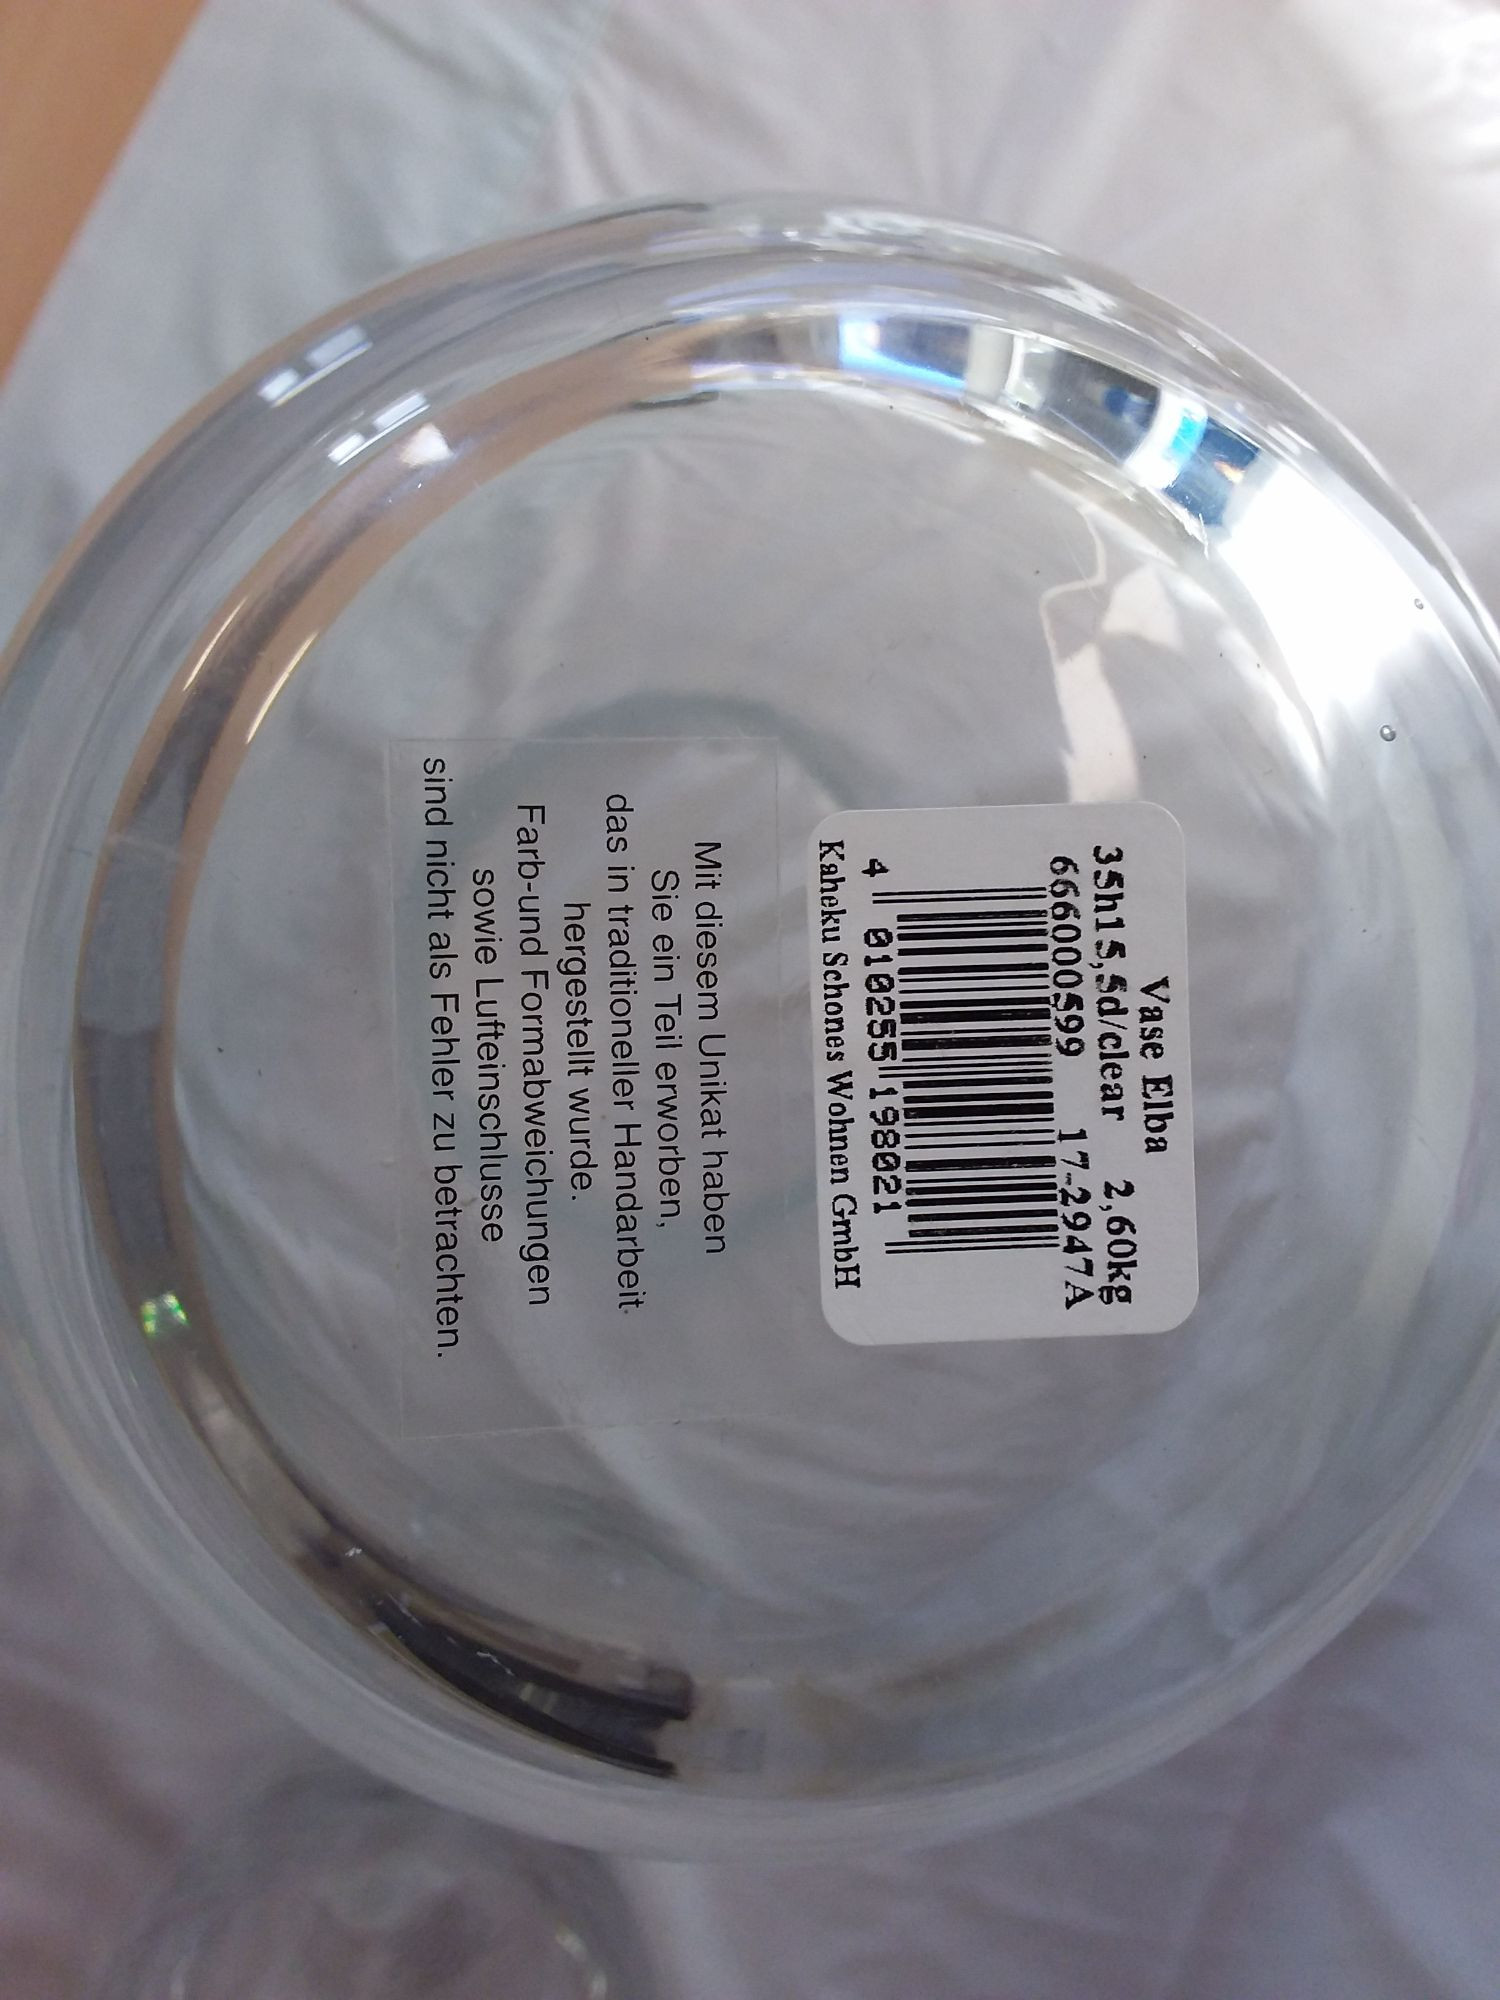 Vase Elba
35h15,5d/clear 2,60kg
666000599 17-2947A
4 010255 198021
Kaheku Schones Wohnen GmbH
Mit diesem Unikat haben
Sie ein Teil erworben,
das in traditioneller Handarbeit
hergestellt wurde.
Farb-und Formabweichungen
sowie Lufteinschlusse
sind nicht als Fehler zu betrachten.